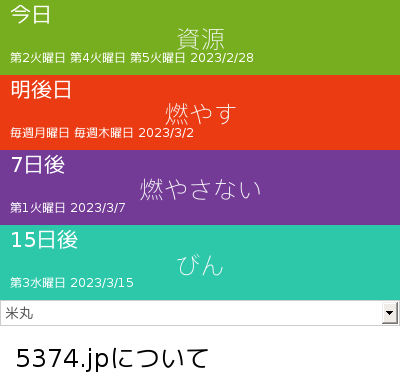 今日
資源
第2火曜日 第4火曜日 第5火曜日 2023/2/28
明後日
燃やす
毎週月曜日 毎週木曜日 2023/3/2
7日後
燃やさない
第1火曜日 2023/3/7
15日後
びん
第3水曜日 2023/3/15
米丸
5374.jpについて